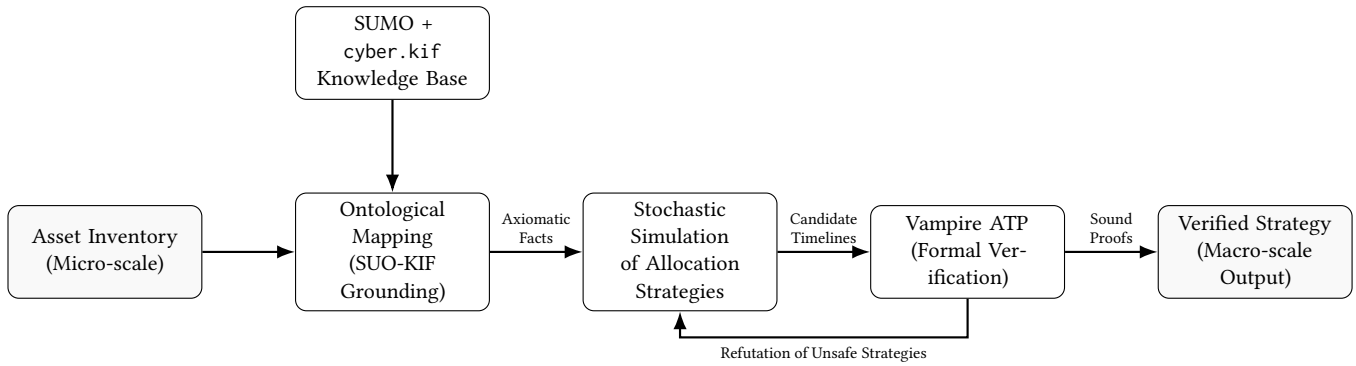 SUMO +
cyber.kif
Knowledge Base
Asset Inventory
(Micro-scale)
Ontological
Mapping
(SUO-KIF
Grounding)
Axiomatic
Facts
Stochastic
Simulation
of Allocation
Strategies
Candidate
Timelines
Vampire ATP
(Formal Ver-
ification)
Sound
Proofs
Verified Strategy
(Macro-scale
Output)
Refutation of Unsafe Strategies